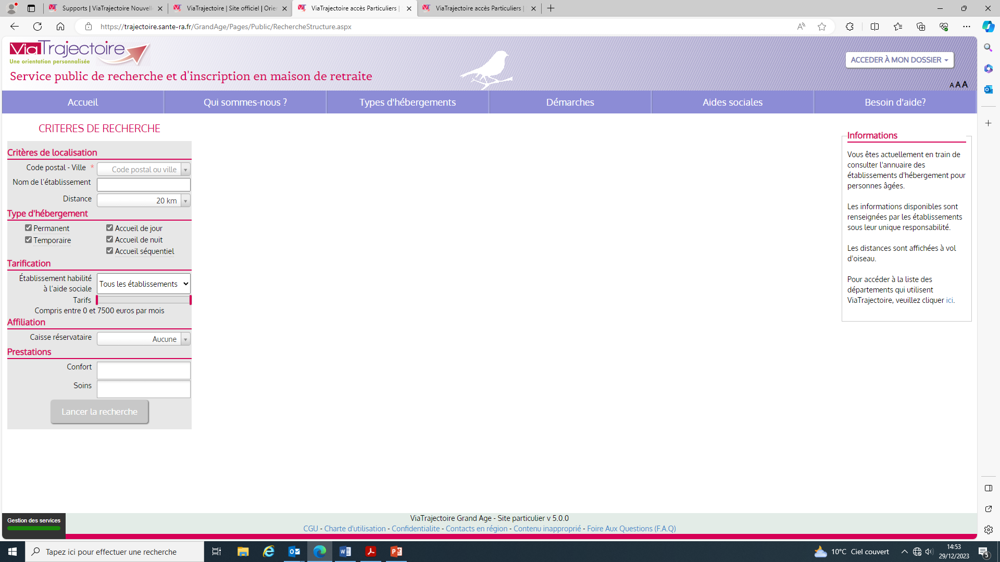 Supports | ViaTrajectoire Nouvell
ViaTrajectoire | Site officiel | Orie
ViaTrajectoire accès Particuliers |
ViaTrajectoire accès Particuliers |
https://trajectoire.sante-ra.fr/GrandAge/Pages/Public/RechercheStructure.aspx
ViaTrajectoire
Une orientation personnalisée
Service public de recherche et d'inscription en maison de retraite
ACCEDER À MON DOSSIER
A A A
Accueil
Qui sommes-nous ?
Types d'hébergements
Démarches
Aides sociales
Besoin d'aide?
CRITERES DE RECHERCHE
Critères de localisation
Code postal - Ville * Code postal ou ville
Nom de l’établissement
Distance 20 km
Type d'hébergement
Permanent Accueil de jour
Temporaire Accueil de nuit
Accueil séquentiel
Tarification
Établissement habilité
à l’aide sociale Tous les établissements
Tarifs
Compris entre 0 et 7500 euros par mois
Affiliation
Caisse réservataire Aucune
Prestations
Confort
Soins
Lancer la recherche
Informations
Vous êtes actuellement en train de
consulter l'annuaire des
établissements d'hébergement pour
personnes âgées.
Les informations disponibles sont
renseignées par les établissements
sous leur unique responsabilité.
Les distances sont affichées à vol
d'oiseau.
Pour accéder à la liste des
départements qui utilisent
ViaTrajectoire, veuillez cliquer ici.
Gestion des services
ViaTrajectoire Grand Age - Site particulier v 5.0.0
CGU - Charte d'utilisation - Confidentialite - Contacts en région - Contenu inapproprié - Foire Aux Questions (F.A.Q)
Tapez ici pour effectuer une recherche
10°C Ciel couvert
14:53
29/12/2023
5